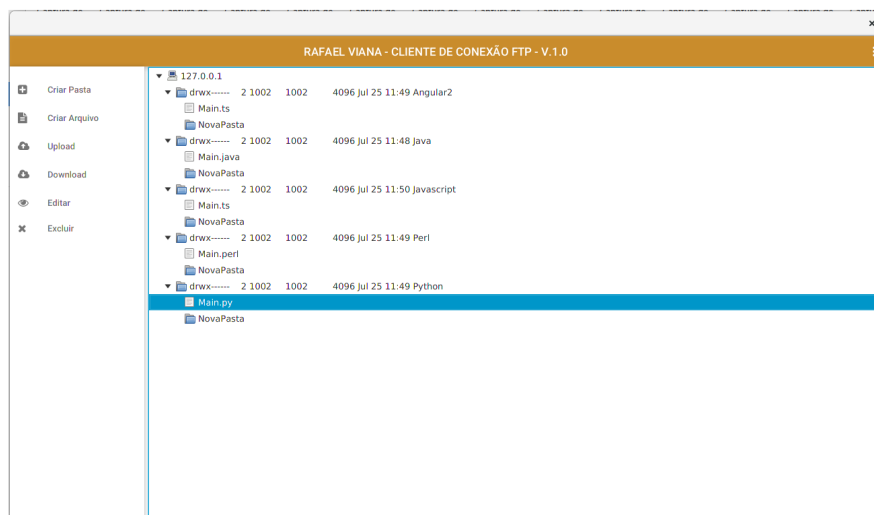 RAFAEL VIANA - CLIENTE DE CONEXÃO FTP - V.1.0
Criar Pasta
Criar Arquivo
Upload
Download
Editar
Excluir
127.0.0.1
drwx------ 2 1002 1002 4096 Jul 25 11:49 Angular2
Main.ts
NovaPasta
drwx------ 2 1002 1002 4096 Jul 25 11:48 Java
Main.java
NovaPasta
drwx------ 2 1002 1002 4096 Jul 25 11:50 Javascript
Main.ts
NovaPasta
drwx------ 2 1002 1002 4096 Jul 25 11:49 Perl
Main.perl
NovaPasta
drwx------ 2 1002 1002 4096 Jul 25 11:49 Python
Main.py
NovaPasta